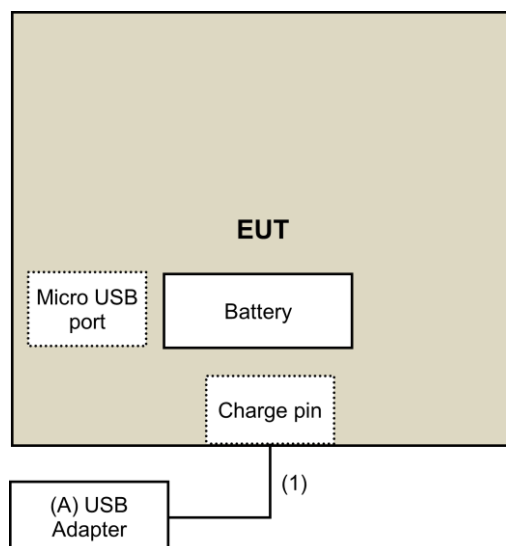 EUT
Micro USB
port
Battery
Charge pin
(1)
(A) USB
Adapter